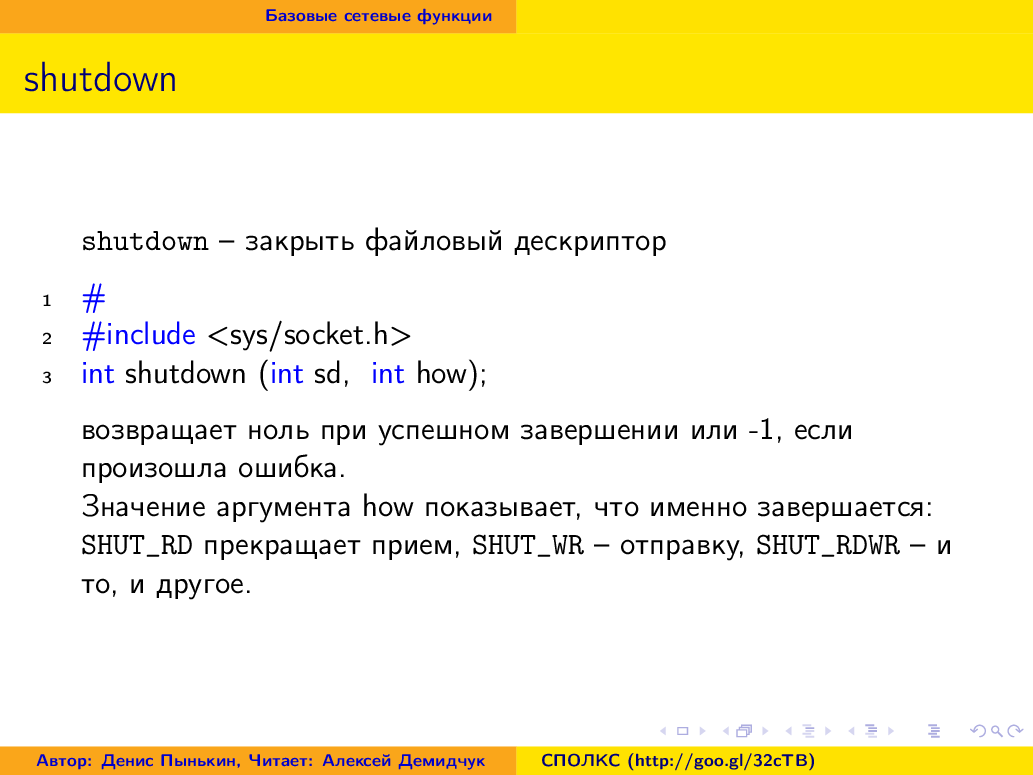 Базовые сетевые функции
shutdown
shutdown – закрыть файловый дескриптор
1 #
2 #include <sys/socket.h>
3 int shutdown (int sd, int how);
возвращает ноль при успешном завершении или -1, если
произошла ошибка.
Значение аргумента how показывает, что именно завершается:
SHUT_RD прекращает прием, SHUT_WR – отправку, SHUT_RDWR – и
то, и другое.
Автор: Денис Пынькин, Читает: Алексей Демидчук СПОЛКС (http://goo.gl/32cTB)